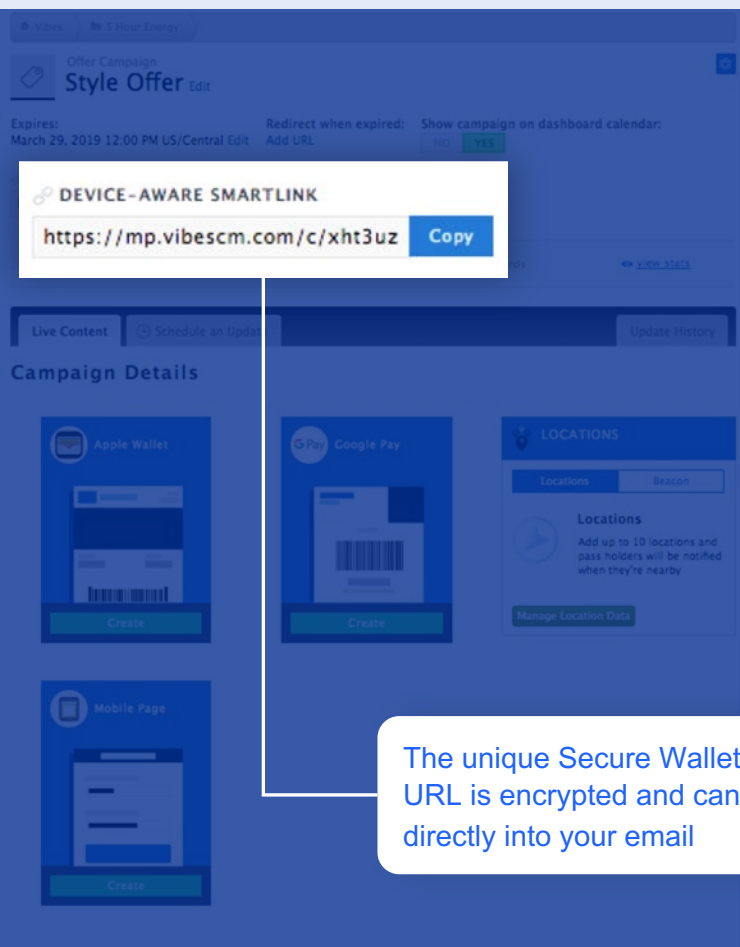 Vibes 5 Hour Energy
Offer Campaign
Style Offer Edit
Expires: Redirect when expired: Show campaign on dashboard calendar:
March 29, 2019 12:00 PM US/Central Edit Add URL NO YES
DEVICE-AWARE SMARTLINK
https://mp.vibescm.com/c/xht3uz Copy
view stats
Live Content Schedule an Update Update History
Campaign Details
Apple Wallet G Pay Google Pay LOCATIONS
Locations Beacon
Locations
Add up to 10 locations and
pass holders will be notified
when they're nearby
Manage Location Data
Create Create
Mobile Page
Create
The unique Secure Wallet
URL is encrypted and can
directly into your email